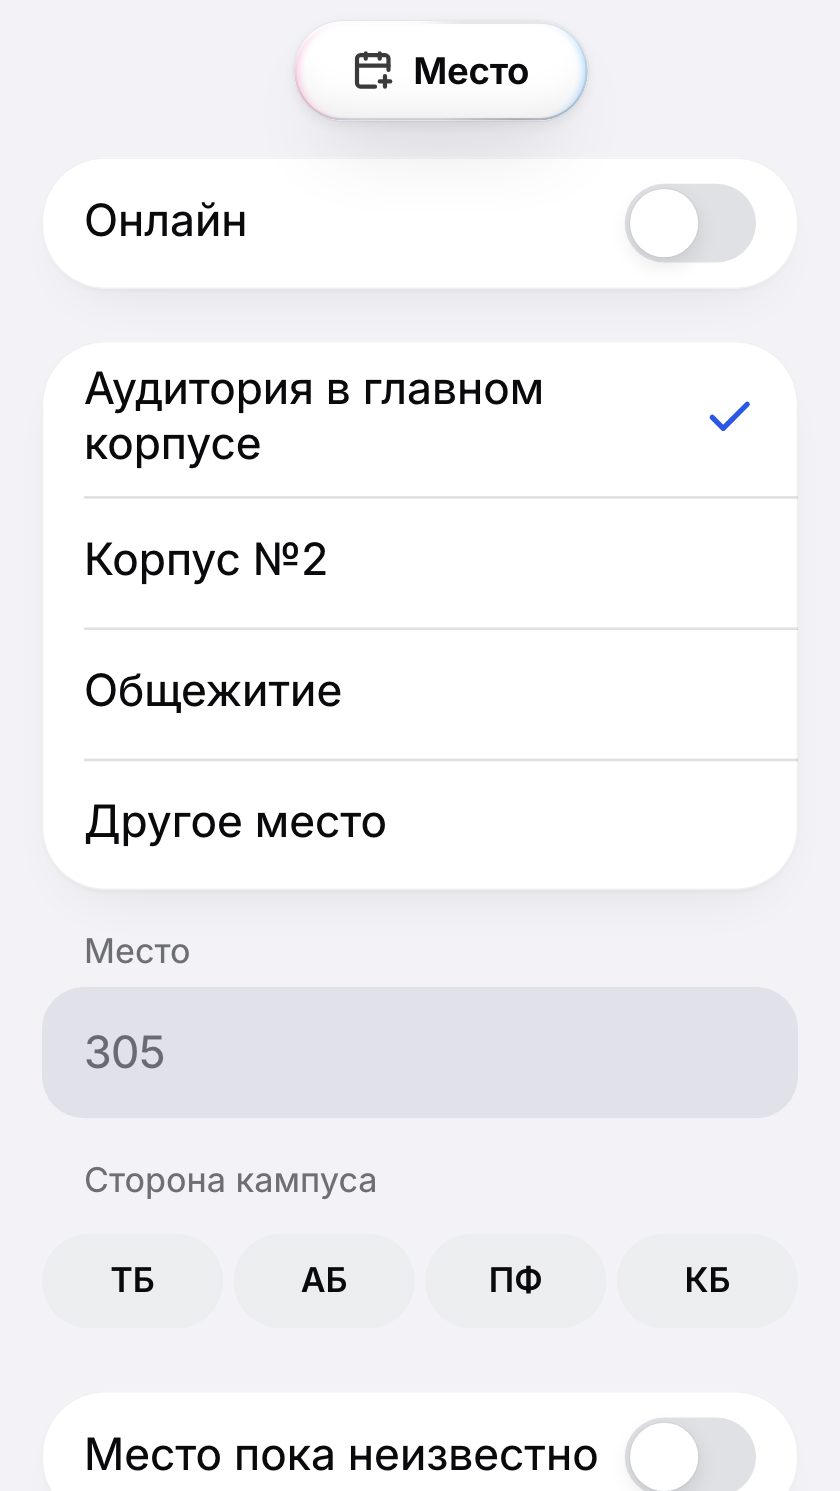 Место
Онлайн
Аудитория в главном
корпусе
Корпус №2
Общежитие
Другое место
Место
305
Сторона кампуса
ТБ
АБ
ПФ
КБ
Место пока неизвестно